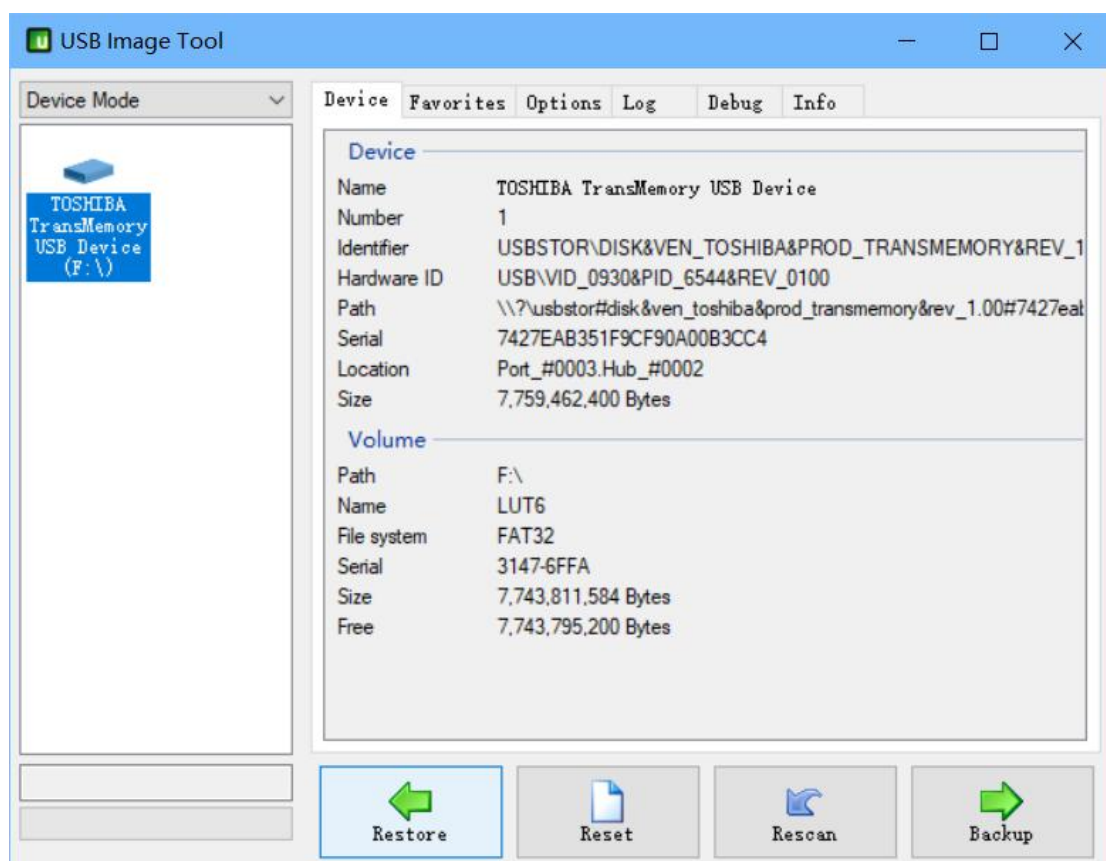 USB Image Tool
Device Mode
TOSHIBA
TransMemory
USB Device
(F:\)
Device Favorites Options Log Debug Info
Device
Name TOSHIBA TransMemory USB Device
Number 1
Identifier USBSTOR\DISK&VEN_TOSHIBA&PROD_TRANSMEMORY&REV_1
Hardware ID USB\VID_0930&PID_6544&REV_0100
Path \\?\usbstor#disk&ven_toshiba&prod_transmemory&rev_1.00#7427eab
Serial 7427EAB351F9CF90A00B3CC4
Location Port_#0003.Hub_#0002
Size 7,759,462,400 Bytes
Volume
Path F:\
Name LUT6
File system FAT32
Serial 3147-6FFA
Size 7,743,811,584 Bytes
Free 7,743,795,200 Bytes
Restore Reset Rescan Backup